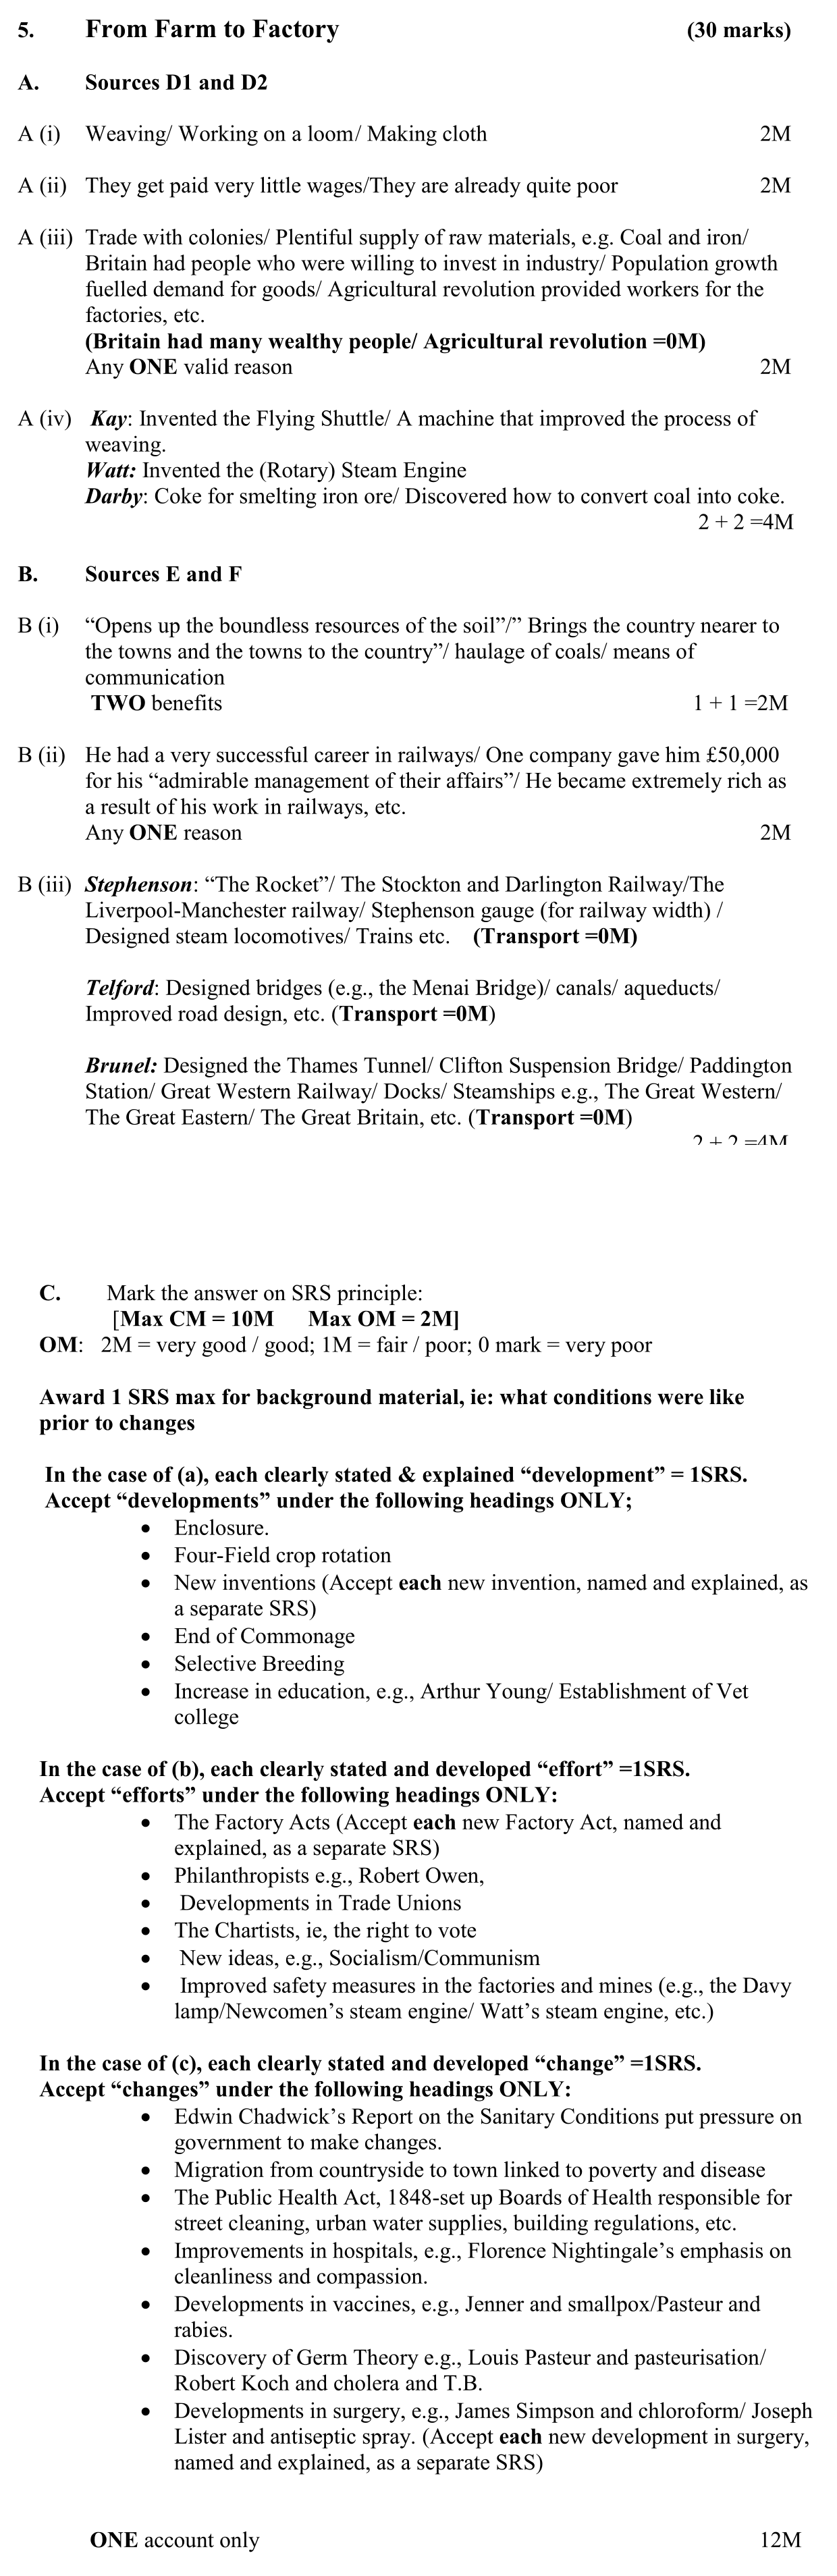 5. From Farm to Factory (30 marks)
A. Sources D1 and D2
A (i) Weaving/ Working on a loom/ Making cloth 2M
A (ii) They get paid very little wages/They are already quite poor 2M
A (iii) Trade with colonies/ Plentiful supply of raw materials, e.g. Coal and iron/
Britain had people who were willing to invest in industry/ Population growth
fuelled demand for goods/ Agricultural revolution provided workers for the
factories, etc.
(Britain had many wealthy people/ Agricultural revolution =0M)
Any ONE valid reason 2M
A (iv) Kay: Invented the Flying Shuttle/ A machine that improved the process of
weaving.
Watt: Invented the (Rotary) Steam Engine
Darby: Coke for smelting iron ore/ Discovered how to convert coal into coke.
2 + 2 =4M
B. Sources E and F
B (i) “Opens up the boundless resources of the soil”/” Brings the country nearer to
the towns and the towns to the country”/ haulage of coals/ means of
communication
TWO benefits 1 + 1 =2M
B (ii) He had a very successful career in railways/ One company gave him £50,000
for his “admirable management of their affairs”/ He became extremely rich as
a result of his work in railways, etc.
Any ONE reason 2M
B (iii) Stephenson: “The Rocket”/ The Stockton and Darlington Railway/The
Liverpool-Manchester railway/ Stephenson gauge (for railway width) /
Designed steam locomotives/ Trains etc. (Transport =0M)
Telford: Designed bridges (e.g., the Menai Bridge)/ canals/ aqueducts/
Improved road design, etc. (Transport =0M)
Brunel: Designed the Thames Tunnel/ Clifton Suspension Bridge/ Paddington
Station/ Great Western Railway/ Docks/ Steamships e.g., The Great Western/
The Great Eastern/ The Great Britain, etc. (Transport =0M)
2 + 2 =4M
C. Mark the answer on SRS principle:
[Max CM = 10M Max OM = 2M]
OM: 2M = very good / good; 1M = fair / poor; 0 mark = very poor
Award 1 SRS max for background material, ie: what conditions were like
prior to changes
In the case of (a), each clearly stated & explained “development” = 1SRS.
Accept “developments” under the following headings ONLY;
• Enclosure.
• Four-Field crop rotation
• New inventions (Accept each new invention, named and explained, as
a separate SRS)
• End of Commonage
• Selective Breeding
• Increase in education, e.g., Arthur Young/ Establishment of Vet
college
In the case of (b), each clearly stated and developed “effort” =1SRS.
Accept “efforts” under the following headings ONLY:
• The Factory Acts (Accept each new Factory Act, named and
explained, as a separate SRS)
• Philanthropists e.g., Robert Owen,
• Developments in Trade Unions
• The Chartists, ie, the right to vote
• New ideas, e.g., Socialism/Communism
• Improved safety measures in the factories and mines (e.g., the Davy
lamp/Newcomen’s steam engine/ Watt’s steam engine, etc.)
In the case of (c), each clearly stated and developed “change” =1SRS.
Accept “changes” under the following headings ONLY:
• Edwin Chadwick’s Report on the Sanitary Conditions put pressure on
government to make changes.
• Migration from countryside to town linked to poverty and disease
• The Public Health Act, 1848-set up Boards of Health responsible for
street cleaning, urban water supplies, building regulations, etc.
• Improvements in hospitals, e.g., Florence Nightingale’s emphasis on
cleanliness and compassion.
• Developments in vaccines, e.g., Jenner and smallpox/Pasteur and
rabies.
• Discovery of Germ Theory e.g., Louis Pasteur and pasteurisation/
Robert Koch and cholera and T.B.
• Developments in surgery, e.g., James Simpson and chloroform/ Joseph
Lister and antiseptic spray. (Accept each new development in surgery,
named and explained, as a separate SRS)
ONE account only 12M